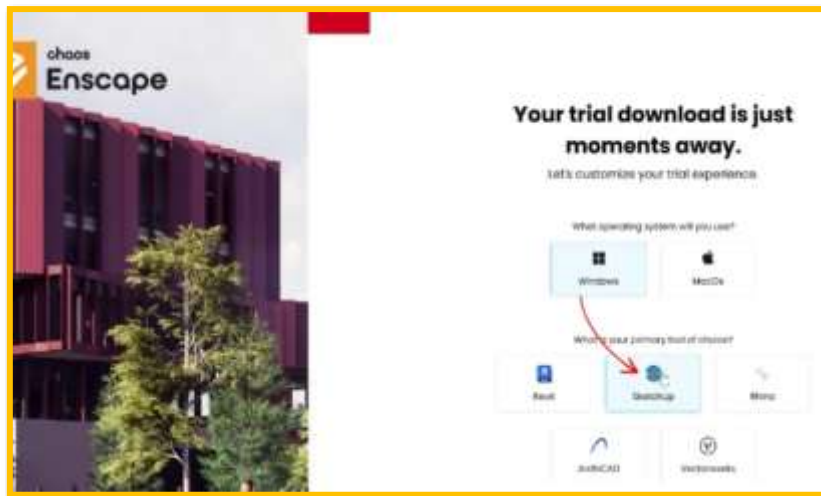 chaos
Enscape
Your trial download is just
moments away.
Let's customize your trial experience.
What operating system will you use?
Windows
MacOs
What is your primary tool of choice?
Revit
Sketchup
Rhino
ArchiCAD
Vectorworks